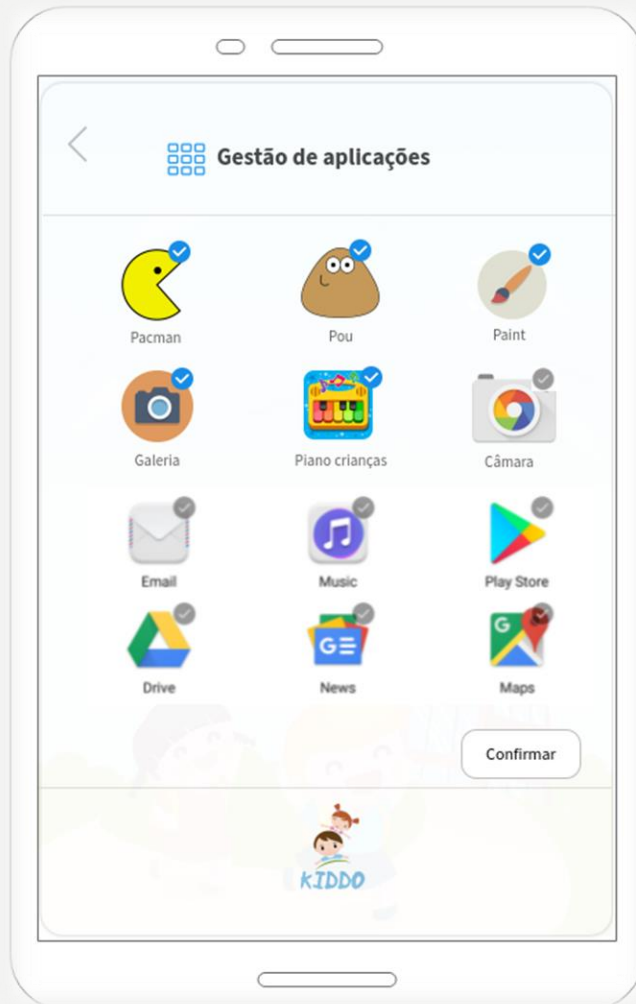 Gestão de aplicações
Pacman
Pou
Paint
Galeria
Piano crianças
Câmara
Email
Music
Play Store
G
Drive
News
Maps
Confirmar
KIDDO